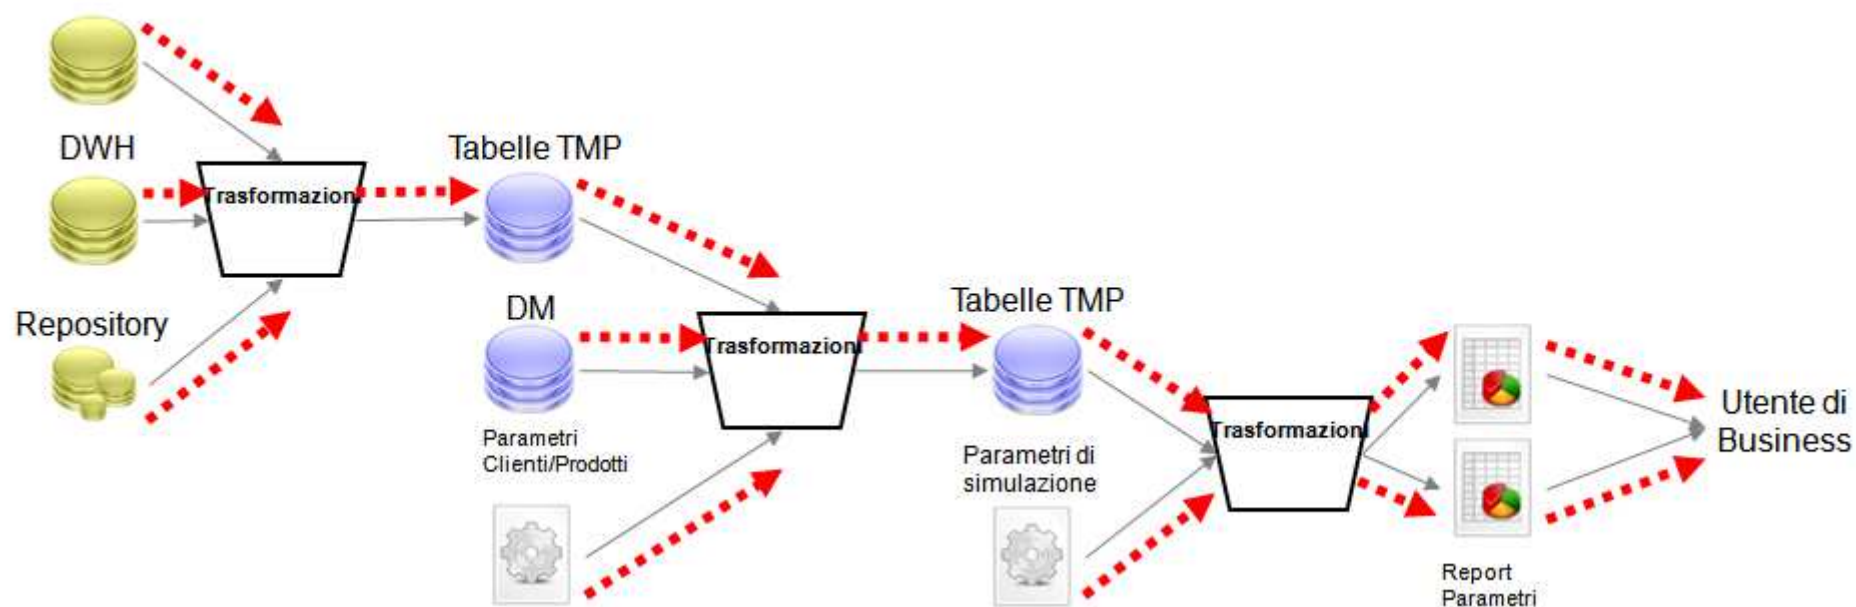 DWH
Trasformazioni
Tabelle TMP
Repository
DM
Trasformazioni
Tabelle TMP
Parametri
Clienti/Prodotti
Parametri di
simulazione
Trasformazioni
Utente di
Business
Report
Parametri